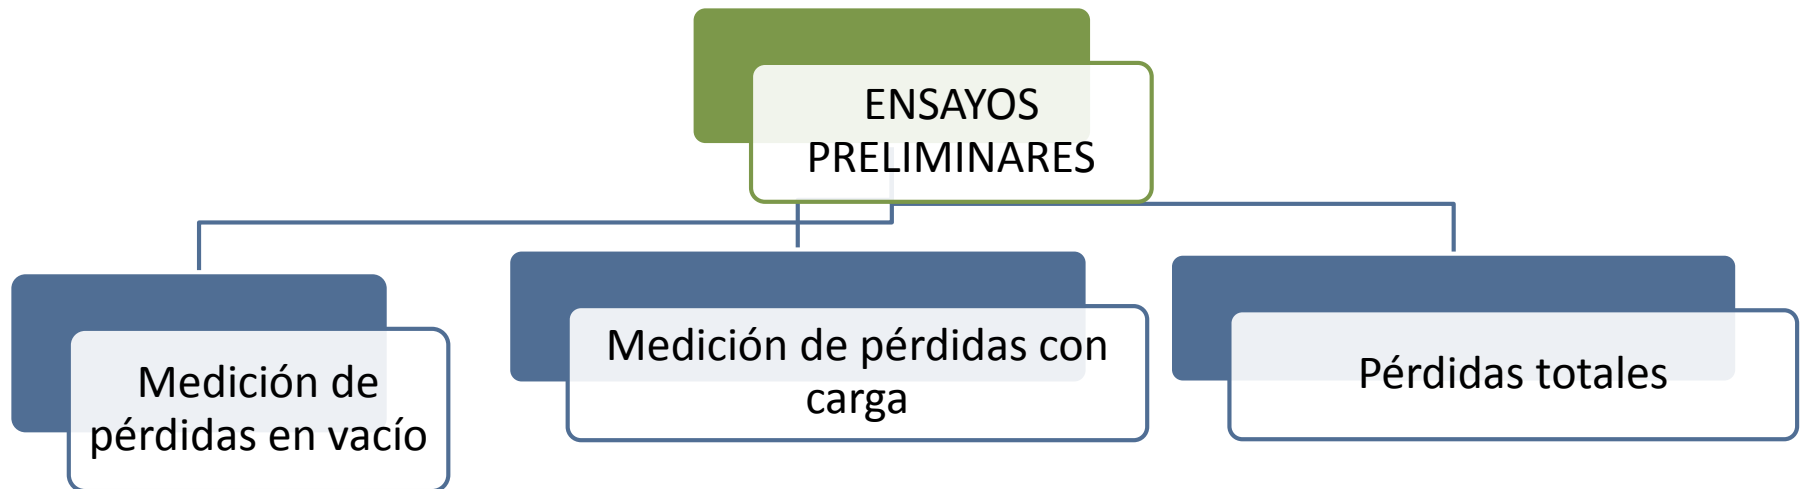 ENSAYOS
PRELIMINARES
Medición de
pérdidas en vacío
Medición de pérdidas con
carga
Pérdidas totales